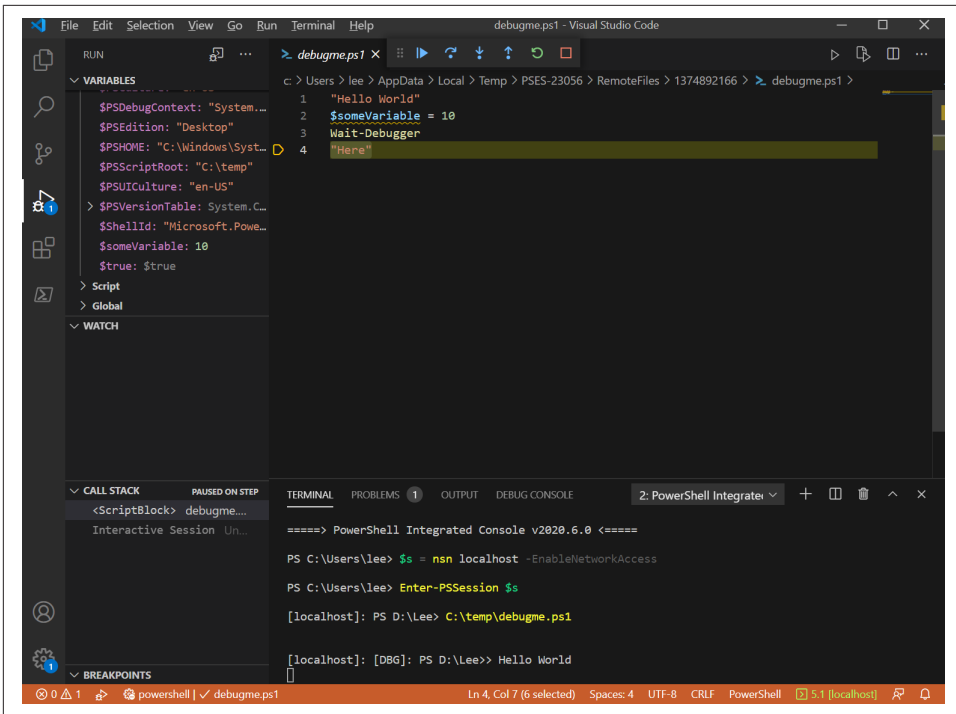 File Edit Selection View Go Run Terminal Help
debugme.ps1 - Visual Studio Code
RUN
VARIABLES
$PSDebugContext: "System....
$PSEdition: "Desktop"
$PSHOME: "C:\Windows\Syst...
$PSScriptRoot: "C:\temp"
$PSUICulture: "en-US"
$PSVersionTable: System.C...
$ShellId: "Microsoft.Powe...
$someVariable: 10
$true: $true
Script
Global
WATCH
CALL STACK PAUSED ON STEP
<ScriptBlock> debugme....
Interactive Session Un...
BREAKPOINTS
debugme.ps1
c: > Users > lee > AppData > Local > Temp > PSES-23056 > RemoteFiles > 1374892166 > debugme.ps1 >
1 "Hello World"
2 $someVariable = 10
3 Wait-Debugger
4 "Here"
TERMINAL PROBLEMS 1 OUTPUT DEBUG CONSOLE 2: PowerShell Integrate
=====> PowerShell Integrated Console v2020.6.0 <=====
PS C:\Users\lee> $s = nsn localhost -EnableNetworkAccess
PS C:\Users\lee> Enter-PSSession $s
[localhost]: PS D:\Lee> C:\temp\debugme.ps1
[localhost]: [DBG]: PS D:\Lee>> Hello World
1
1
0 1 powershell | ✓ debugme.ps1 Ln 4, Col 7 (6 selected) Spaces: 4 UTF-8 CRLF PowerShell 5.1 [localhost]